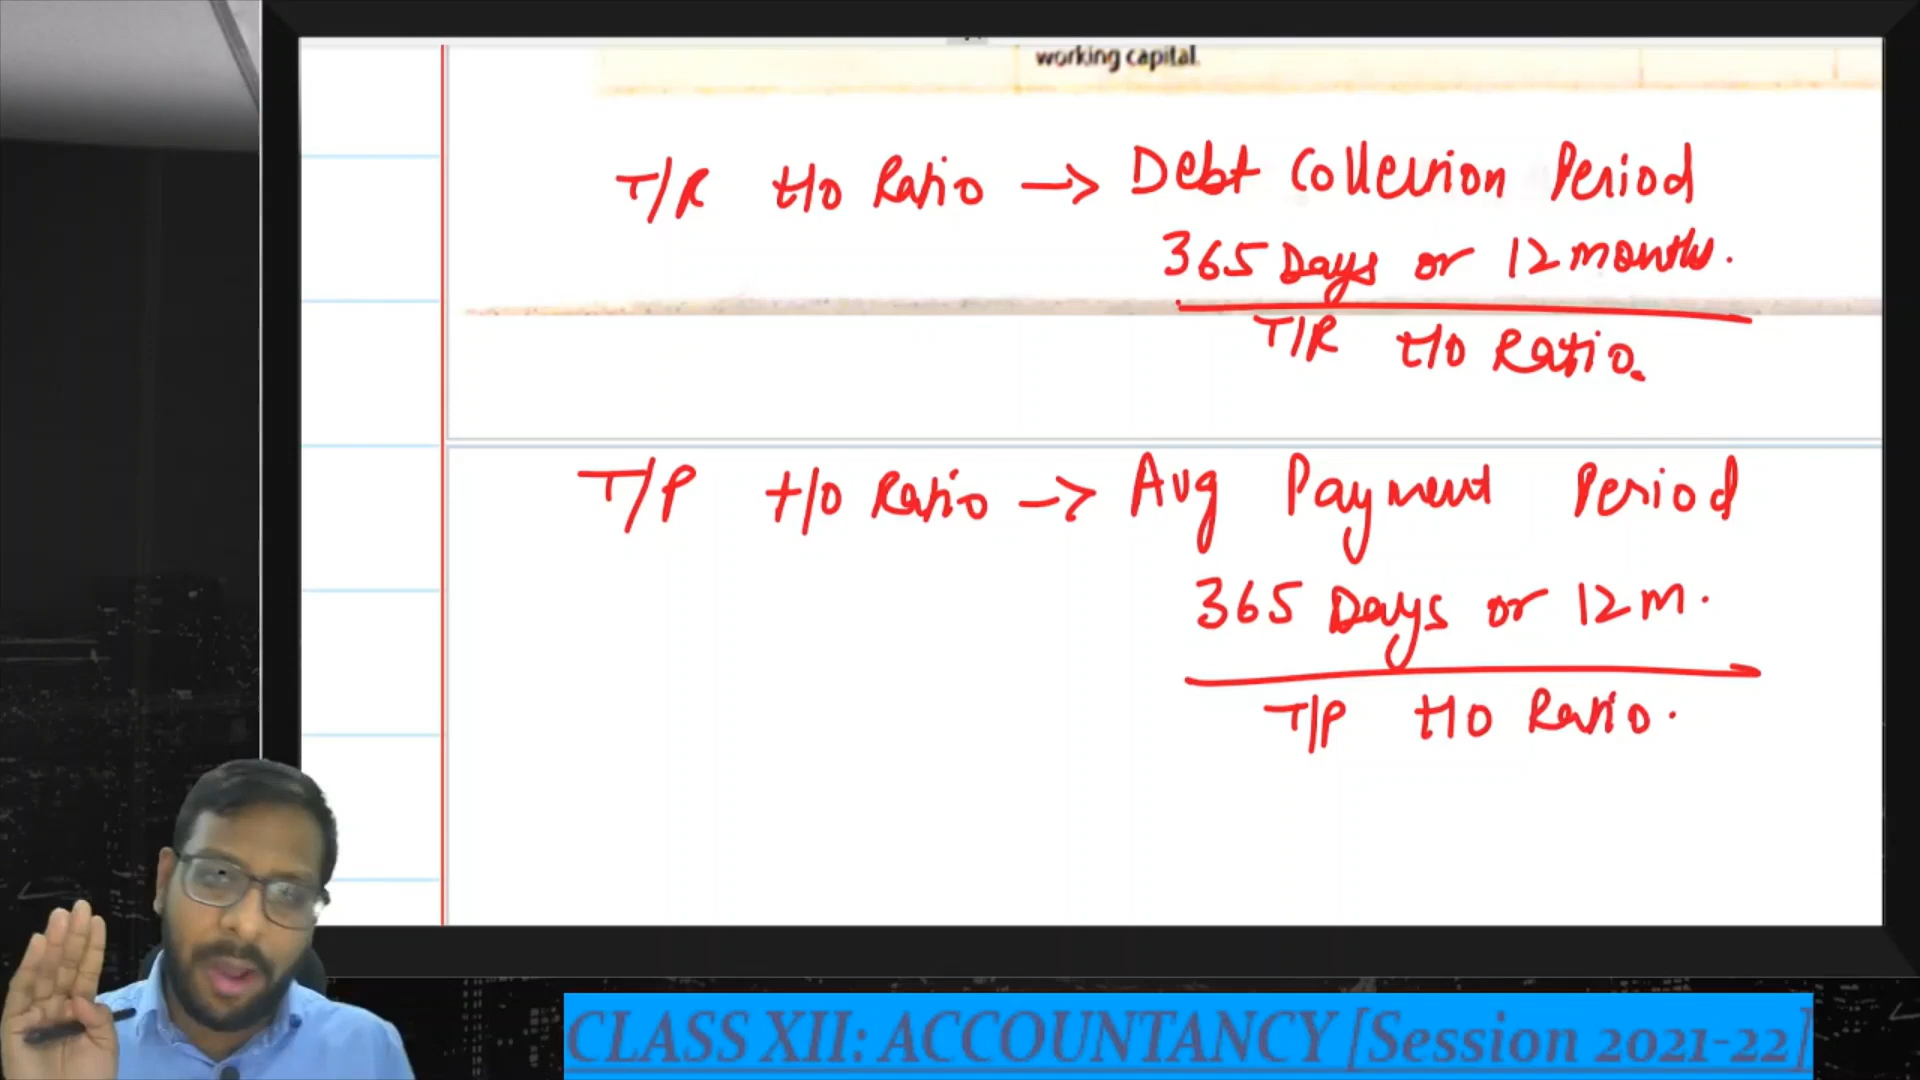 working capital.
T/R t/o Ratio → Debt Collection Period
365 Days or 12 months.
T/R t/o Ratio.
T/P t/o Ratio → Avg Payment Period
365 Days or 12 m.
T/P t/o Ratio.
CLASS XII: ACCOUNTANCY [Session 2021-22]